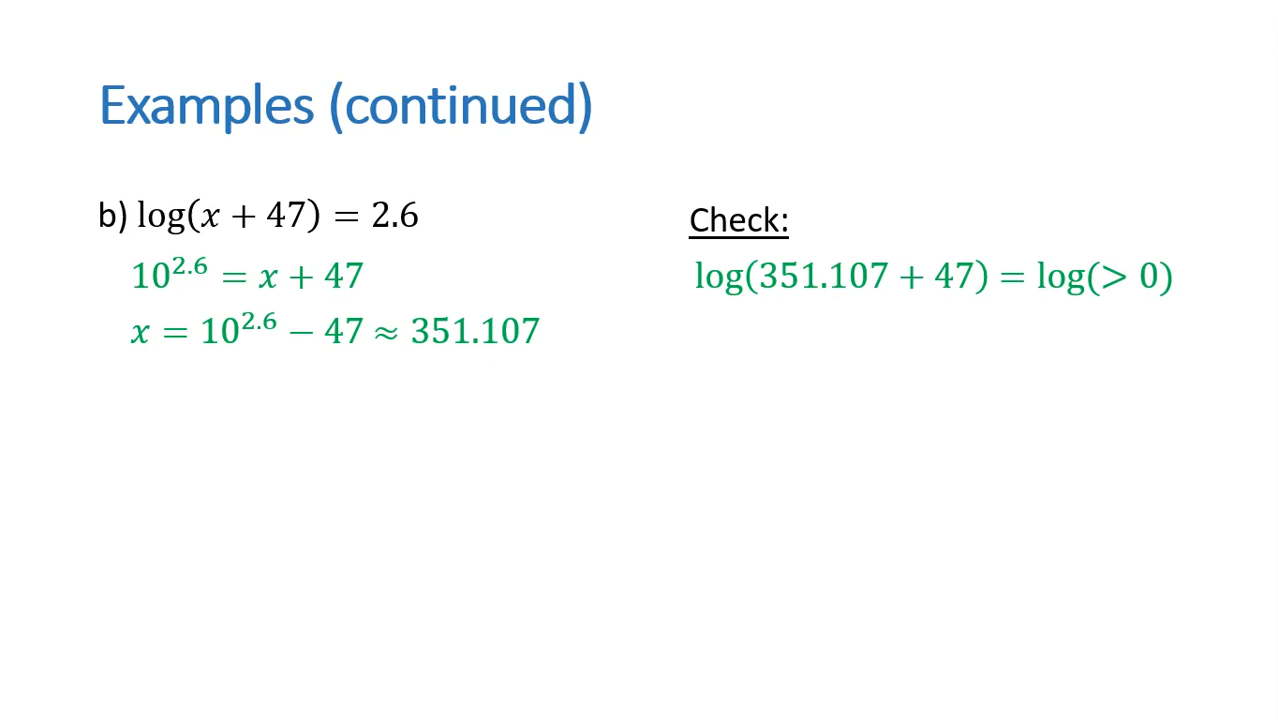 Examples (continued)
b) log(x + 47) = 2.6
10^2.6 = x + 47
x = 10^2.6 − 47 ≈ 351.107
Check:
log(351.107 + 47) = log(> 0)